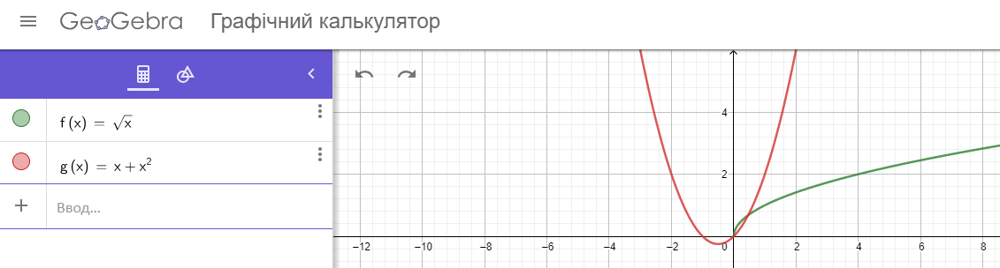 GeoGebra Графічний калькулятор
f (x) = √x
g (x) = x + x²
Ввод...
4
2
−12 −10 −8 −6 −4 −2 0 2 4 6 8